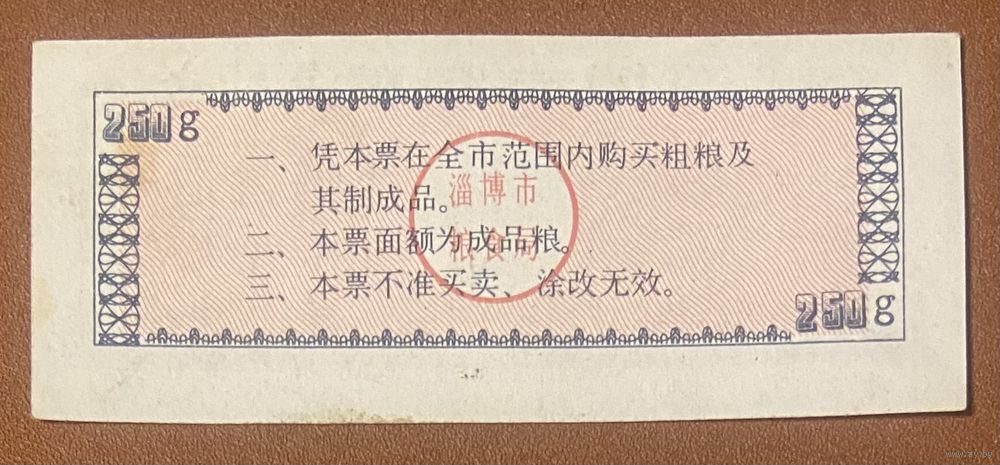 250g
一、凭本票在全市范围内购买粗粮及
其制成品。
淄博市
二、本票面额为成品粮。
粮食局
三、本票不准买卖、涂改无效。
250g